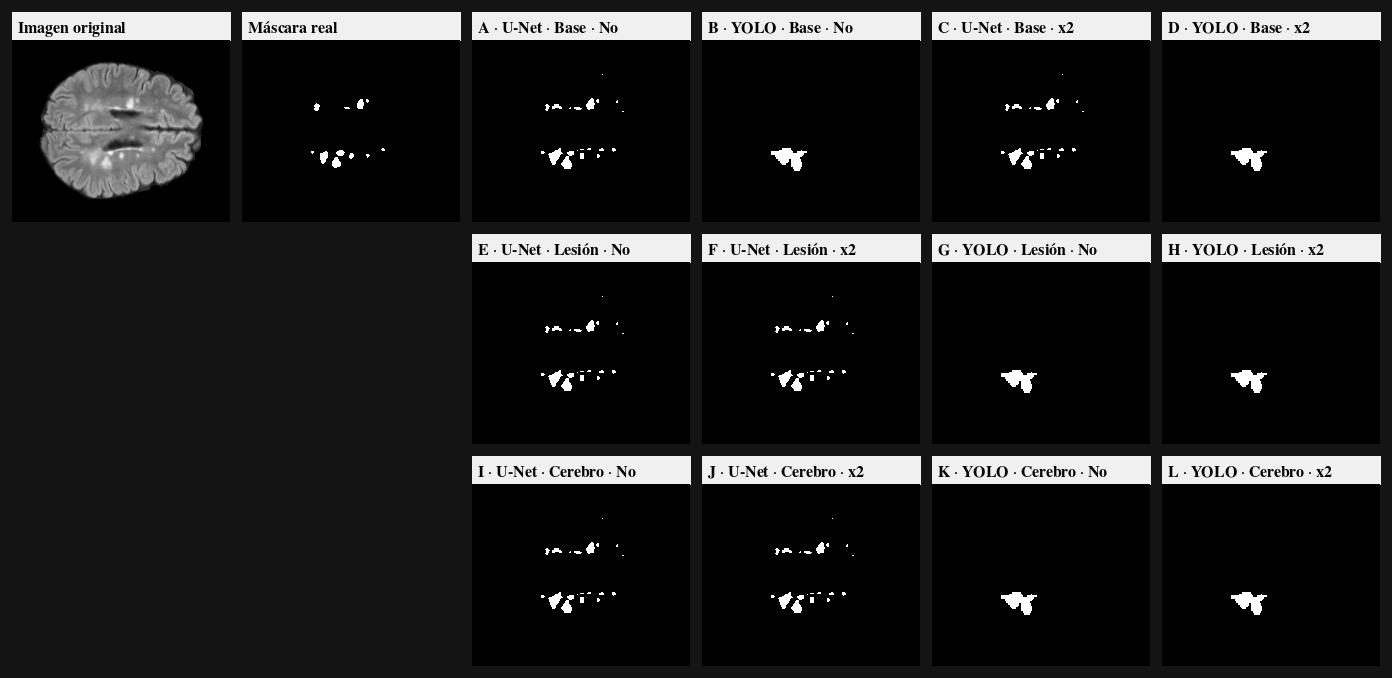 Imagen original
Máscara real
A · U-Net · Base · No
B · YOLO · Base · No
C · U-Net · Base · x2
D · YOLO · Base · x2
E · U-Net · Lesión · No
F · U-Net · Lesión · x2
G · YOLO · Lesión · No
H · YOLO · Lesión · x2
I · U-Net · Cerebro · No
J · U-Net · Cerebro · x2
K · YOLO · Cerebro · No
L · YOLO · Cerebro · x2